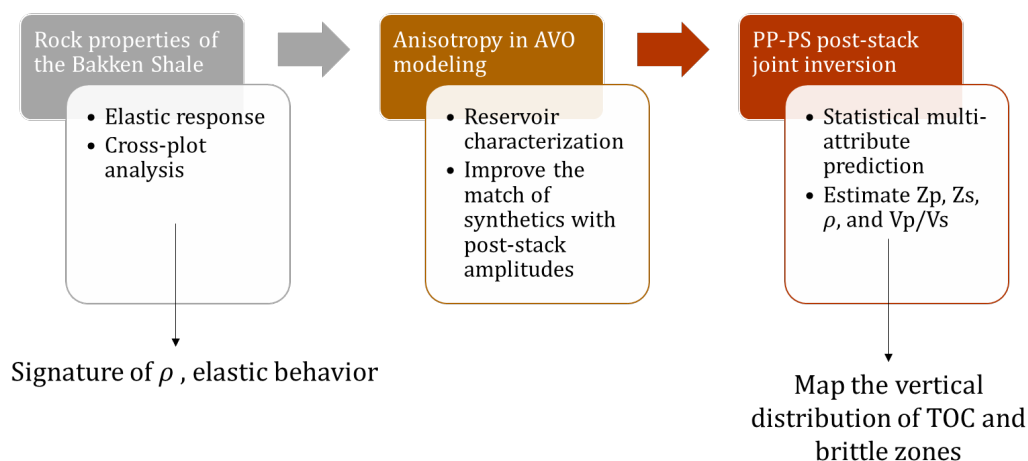 Rock properties of
the Bakken Shale
• Elastic response
• Cross-plot
analysis
Signature of ρ , elastic behavior
Anisotropy in AVO
modeling
• Reservoir
characterization
• Improve the
match of
synthetics with
post-stack
amplitudes
PP-PS post-stack
joint inversion
• Statistical multi-
attribute
prediction
• Estimate Zp, Zs,
ρ, and Vp/Vs
Map the vertical
distribution of TOC and
brittle zones